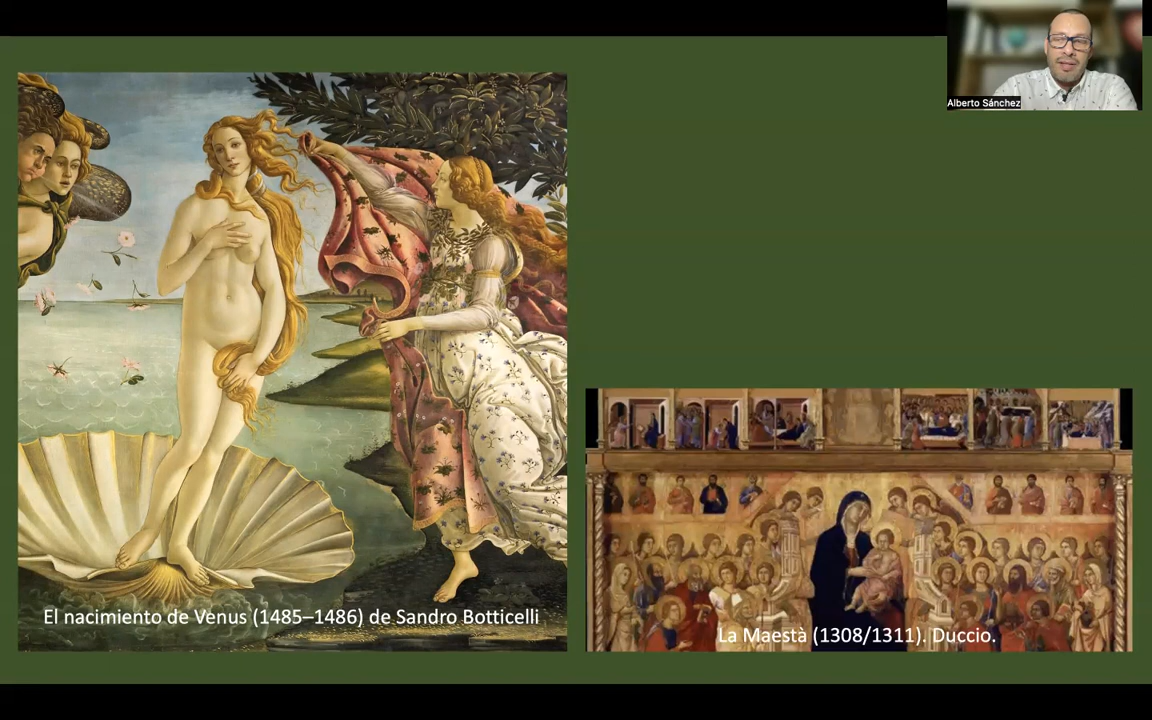 Alberto Sánchez
El nacimiento de Venus (1485–1486) de Sandro Botticelli
La Maestà (1308/1311). Duccio.